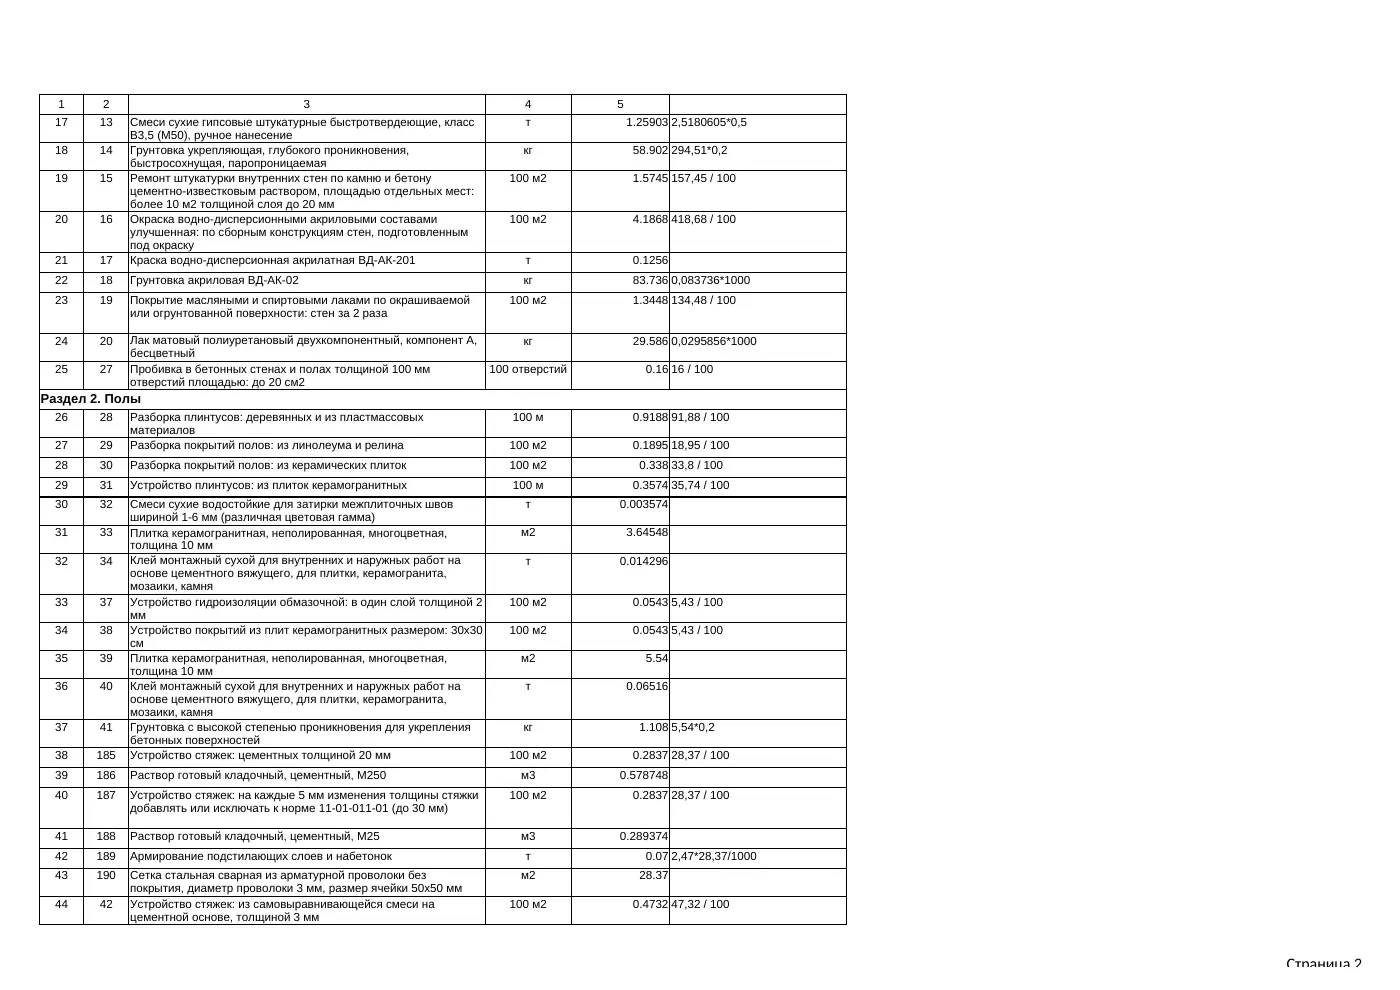 1 2 3 4 5
17 13 Смеси сухие гипсовые штукатурные быстротвердеющие, класс т 1.25903 2,5180605*0,5
В3,5 (М50), ручное нанесение
18 14 Грунтовка укрепляющая, глубокого проникновения, кг 58.902 294,51*0,2
быстросохнущая, паропроницаемая
19 15 Ремонт штукатурки внутренних стен по камню и бетону 100 м2 1.5745 157,45 / 100
цементно-известковым раствором, площадью отдельных мест:
более 10 м2 толщиной слоя до 20 мм
20 16 Окраска водно-дисперсионными акриловыми составами 100 м2 4.1868 418,68 / 100
улучшенная: по сборным конструкциям стен, подготовленным
под окраску
21 17 Краска водно-дисперсионная акрилатная ВД-АК-201 т 0.1256
22 18 Грунтовка акриловая ВД-АК-02 кг 83.736 0,083736*1000
23 19 Покрытие масляными и спиртовыми лаками по окрашиваемой 100 м2 1.3448 134,48 / 100
или огрунтованной поверхности: стен за 2 раза
24 20 Лак матовый полиуретановый двухкомпонентный, компонент А, кг 29.586 0,0295856*1000
бесцветный
25 27 Пробивка в бетонных стенах и полах толщиной 100 мм 100 отверстий 0.16 16 / 100
отверстий площадью: до 20 см2
Раздел 2. Полы
26 28 Разборка плинтусов: деревянных и из пластмассовых 100 м 0.9188 91,88 / 100
материалов
27 29 Разборка покрытий полов: из линолеума и релина 100 м2 0.1895 18,95 / 100
28 30 Разборка покрытий полов: из керамических плиток 100 м2 0.338 33,8 / 100
29 31 Устройство плинтусов: из плиток керамогранитных 100 м 0.3574 35,74 / 100
30 32 Смеси сухие водостойкие для затирки межплиточных швов т 0.003574
шириной 1-6 мм (различная цветовая гамма)
31 33 Плитка керамогранитная, неполированная, многоцветная, м2 3.64548
толщина 10 мм
32 34 Клей монтажный сухой для внутренних и наружных работ на т 0.014296
основе цементного вяжущего, для плитки, керамогранита,
мозаики, камня
33 37 Устройство гидроизоляции обмазочной: в один слой толщиной 2 100 м2 0.0543 5,43 / 100
мм
34 38 Устройство покрытий из плит керамогранитных размером: 30х30 100 м2 0.0543 5,43 / 100
см
35 39 Плитка керамогранитная, неполированная, многоцветная, м2 5.54
толщина 10 мм
36 40 Клей монтажный сухой для внутренних и наружных работ на т 0.06516
основе цементного вяжущего, для плитки, керамогранита,
мозаики, камня
37 41 Грунтовка с высокой степенью проникновения для укрепления кг 1.108 5,54*0,2
бетонных поверхностей
38 185 Устройство стяжек: цементных толщиной 20 мм 100 м2 0.2837 28,37 / 100
39 186 Раствор готовый кладочный, цементный, М250 м3 0.578748
40 187 Устройство стяжек: на каждые 5 мм изменения толщины стяжки 100 м2 0.2837 28,37 / 100
добавлять или исключать к норме 11-01-011-01 (до 30 мм)
41 188 Раствор готовый кладочный, цементный, М25 м3 0.289374
42 189 Армирование подстилающих слоев и набетонок т 0.07 2,47*28,37/1000
43 190 Сетка стальная сварная из арматурной проволоки без м2 28.37
покрытия, диаметр проволоки 3 мм, размер ячейки 50х50 мм
44 42 Устройство стяжек: из самовыравнивающейся смеси на 100 м2 0.4732 47,32 / 100
цементной основе, толщиной 3 мм
Страница 2